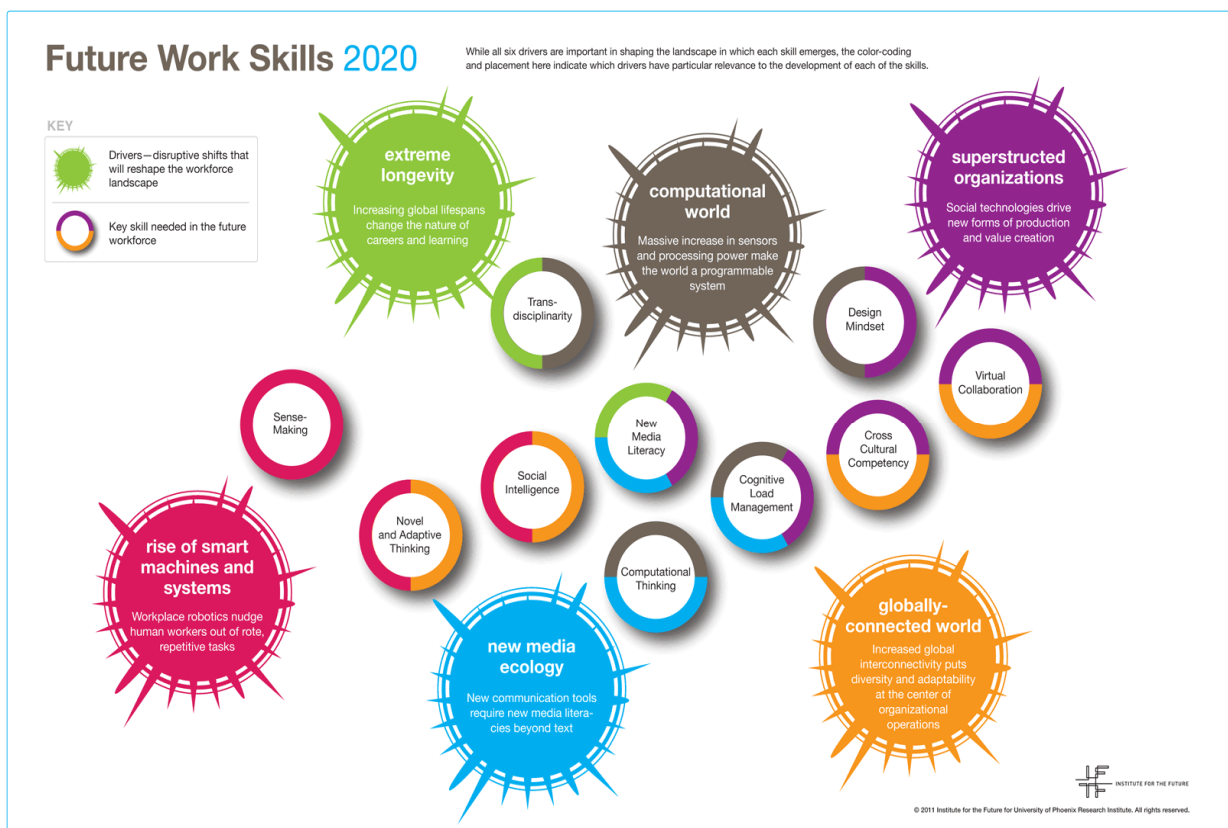 Future Work Skills 2020
While all six drivers are important in shaping the landscape in which each skill emerges, the color-coding
and placement here indicate which drivers have particular relevance to the development of each of the skills.
KEY
Drivers—disruptive shifts that
will reshape the workforce
landscape
Key skill needed in the future
workforce
extreme
longevity
Increasing global lifespans
change the nature of
careers and learning
computational
world
Massive increase in sensors
and processing power make
the world a programmable
system
superstructed
organizations
Social technologies drive
new forms of production
and value creation
Trans-
disciplinarity
Design
Mindset
Virtual
Collaboration
Sense-
Making
New
Media
Literacy
Cross
Cultural
Competency
Social
Intelligence
Cognitive
Load
Management
Novel
and Adaptive
Thinking
Computational
Thinking
rise of smart
machines and
systems
Workplace robotics nudge
human workers out of rote,
repetitive tasks
new media
ecology
New communication tools
require new media litera-
cies beyond text
globally-
connected world
Increased global
interconnectivity puts
diversity and adaptability
at the center of
organizational
operations
INSTITUTE FOR THE FUTURE
© 2011 Institute for the Future for University of Phoenix Research Institute. All rights reserved.